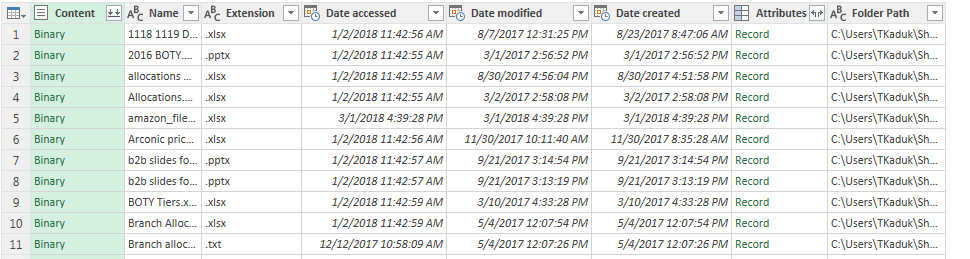 Content Name Extension Date accessed Date modified Date created Attributes Folder Path
1 Binary 1118 1119 D... .xlsx 1/2/2018 11:42:56 AM 8/7/2017 12:31:25 PM 8/23/2017 8:47:06 AM Record C:\Users\TKaduk\Sh...
2 Binary 2016 BOTY.... .pptx 1/2/2018 11:42:55 AM 3/1/2017 2:56:52 PM 3/1/2017 2:56:52 PM Record C:\Users\TKaduk\Sh...
3 Binary allocations ... .xlsx 1/2/2018 11:42:55 AM 8/30/2017 4:56:04 PM 8/30/2017 4:51:58 PM Record C:\Users\TKaduk\Sh...
4 Binary Allocations.... .xlsx 1/2/2018 11:42:55 AM 3/2/2017 2:58:08 PM 3/2/2017 2:58:08 PM Record C:\Users\TKaduk\Sh...
5 Binary amazon_file... .xlsx 3/1/2018 4:39:28 PM 3/1/2018 4:39:28 PM 3/1/2018 4:39:28 PM Record C:\Users\TKaduk\Sh...
6 Binary Arconic pric... .xlsx 1/2/2018 11:42:56 AM 11/30/2017 10:11:40 AM 11/30/2017 8:35:28 AM Record C:\Users\TKaduk\Sh...
7 Binary b2b slides fo... .pptx 1/2/2018 11:42:57 AM 9/21/2017 3:14:54 PM 9/21/2017 3:14:54 PM Record C:\Users\TKaduk\Sh...
8 Binary b2b slides fo... .pptx 1/2/2018 11:42:57 AM 9/21/2017 3:13:19 PM 9/21/2017 3:13:19 PM Record C:\Users\TKaduk\Sh...
9 Binary BOTY Tiers.x... .xlsx 1/2/2018 11:42:59 AM 3/10/2017 4:33:28 PM 3/10/2017 4:33:28 PM Record C:\Users\TKaduk\Sh...
10 Binary Branch Alloc... .xlsx 1/2/2018 11:42:59 AM 5/4/2017 12:07:54 PM 5/4/2017 12:07:54 PM Record C:\Users\TKaduk\Sh...
11 Binary Branch alloc... .txt 12/12/2017 10:58:09 AM 5/4/2017 12:07:26 PM 5/4/2017 12:07:26 PM Record C:\Users\TKaduk\Sh...